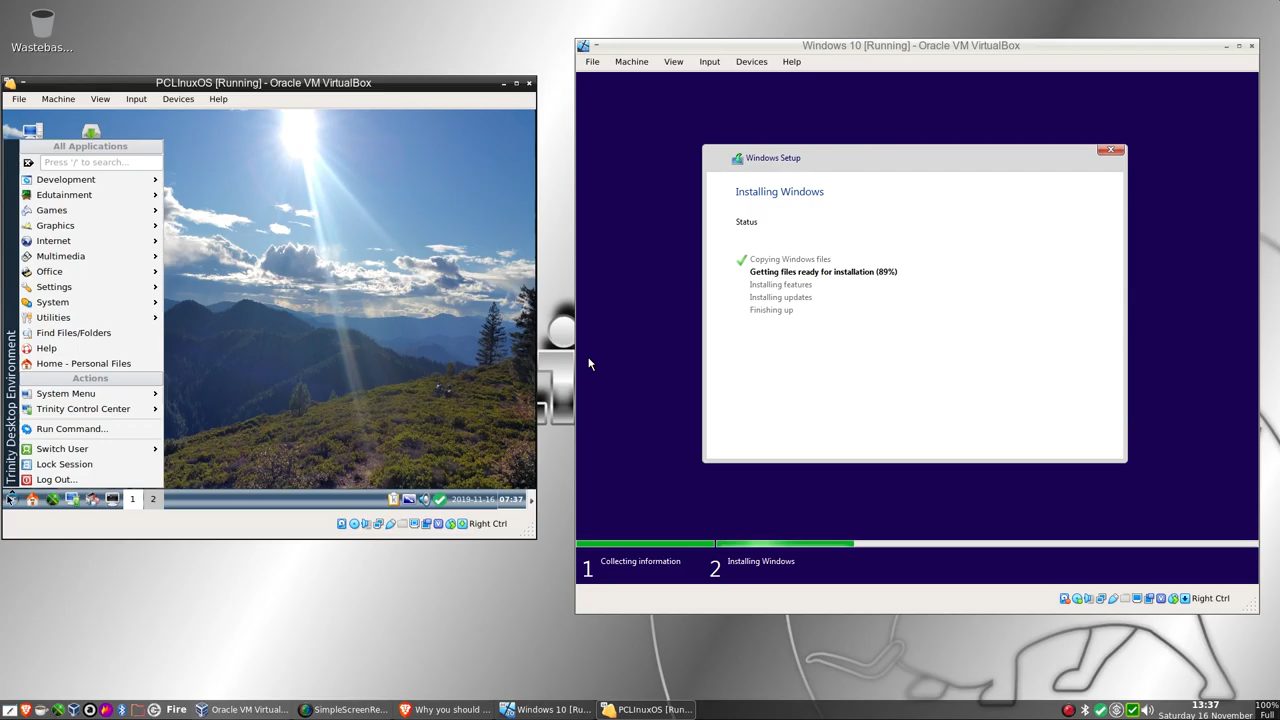 Wastebas...
PCLInuxOS [Running] - Oracle VM VirtualBox
File Machine View Input Devices Help
All Applications
Press '/' to search...
Development
Edutainment
Games
Graphics
Internet
Multimedia
Office
Settings
System
Utilities
Find Files/Folders
Help
Home - Personal Files
Actions
System Menu
Trinity Control Center
Run Command...
Switch User
Lock Session
Log Out...
Trinity Desktop Environment
1 2
2019-11-16 07:37
Right Ctrl
Windows 10 [Running] - Oracle VM VirtualBox
File Machine View Input Devices Help
Windows Setup
Installing Windows
Status
Copying Windows files
Getting files ready for installation (89%)
Installing features
Installing updates
Finishing up
1 Collecting information
2 Installing Windows
Right Ctrl
Fire
Oracle VM Virtual...
SimpleScreenRe...
Why you should ...
Windows 10 [Ru...
PCLInuxOS [Run...
13:37
Saturday 16 November
100%
Full